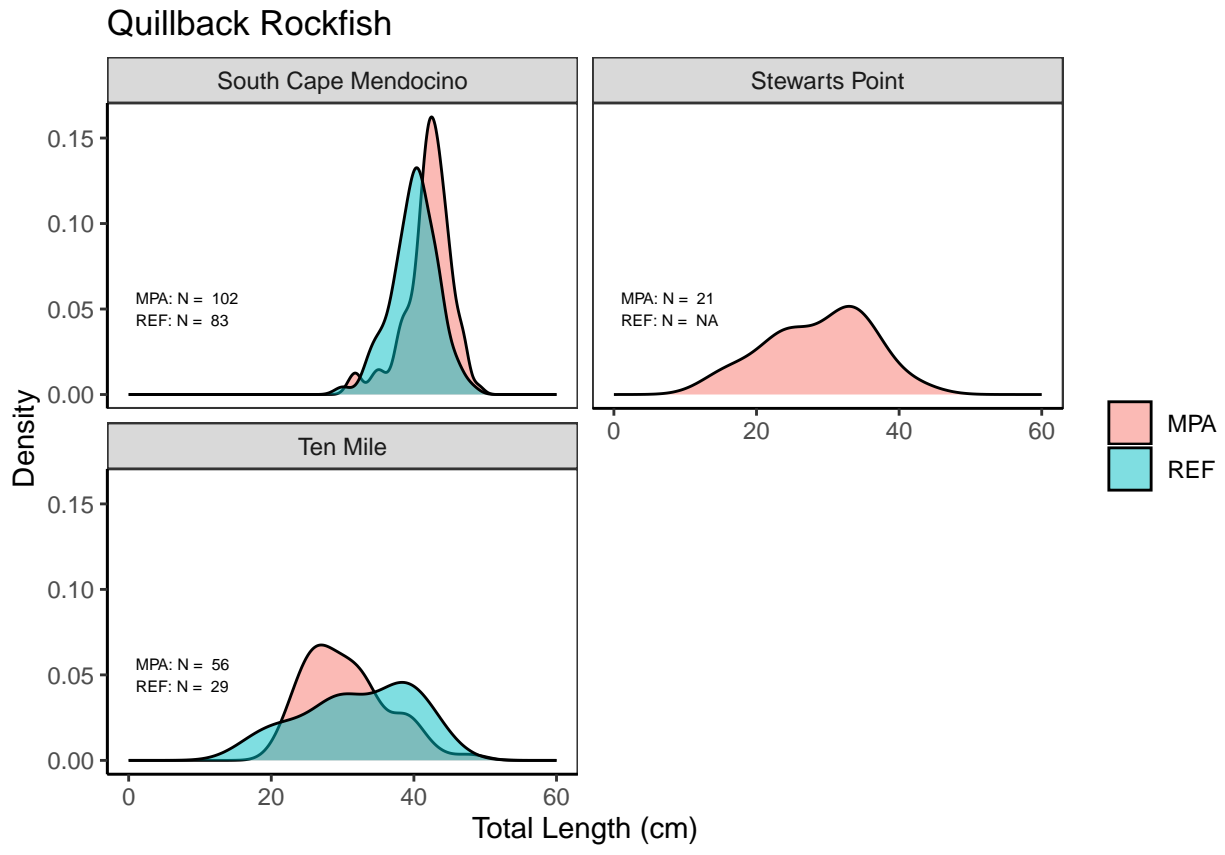 Quillback Rockfish
South Cape Mendocino
Stewarts Point
0.15
0.10
0.05
0.00
MPA: N = 102
REF: N = 83
MPA: N = 21
REF: N = NA
0 20 40 60
Density
MPA
REF
Ten Mile
0.15
0.10
0.05
0.00
MPA: N = 56
REF: N = 29
0 20 40 60
Total Length (cm)